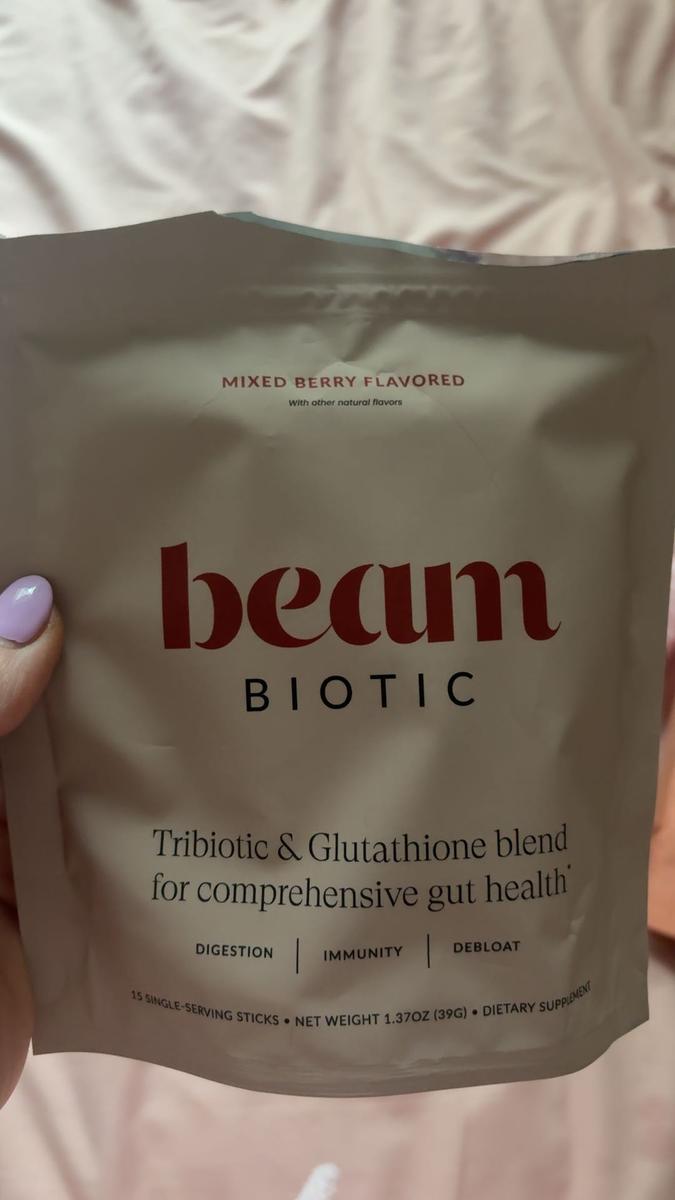 MIXED BERRY FLAVORED
With other natural flavors
beam
BIOTIC
Tribiotic & Glutathione blend
for comprehensive gut health*
DIGESTION | IMMUNITY | DEBLOAT
15 SINGLE-SERVING STICKS • NET WEIGHT 1.37OZ (39G) • DIETARY SUPPLEMENT